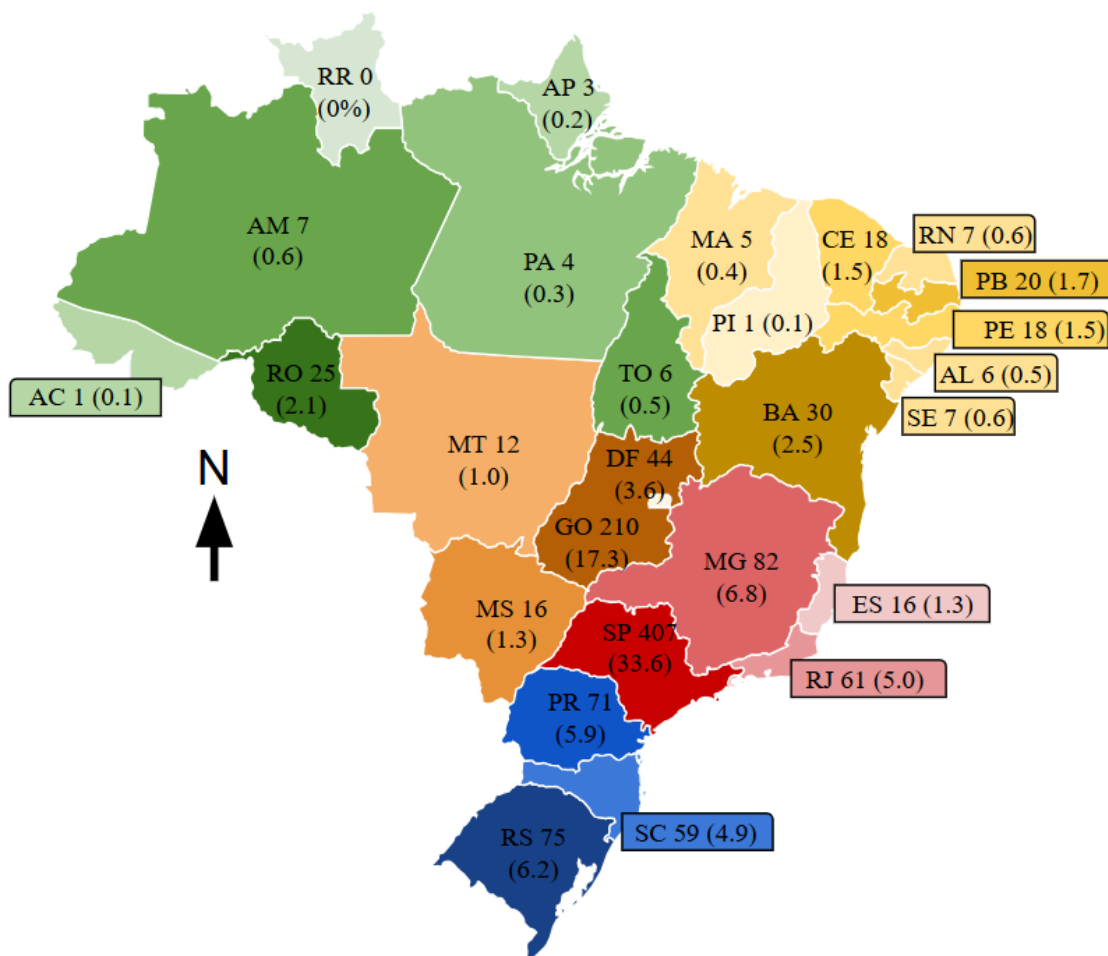 RR 0
(0%)
AP 3
(0.2)
AM 7
(0.6)
PA 4
(0.3)
MA 5
(0.4)
CE 18
(1.5)
RN 7 (0.6)
PB 20 (1.7)
PI 1 (0.1)
PE 18 (1.5)
AC 1 (0.1)
RO 25
(2.1)
TO 6
(0.5)
AL 6 (0.5)
SE 7 (0.6)
BA 30
(2.5)
MT 12
(1.0)
DF 44
(3.6)
N
GO 210
(17.3)
MG 82
(6.8)
ES 16 (1.3)
MS 16
(1.3)
SP 407
(33.6)
RJ 61 (5.0)
PR 71
(5.9)
SC 59 (4.9)
RS 75
(6.2)